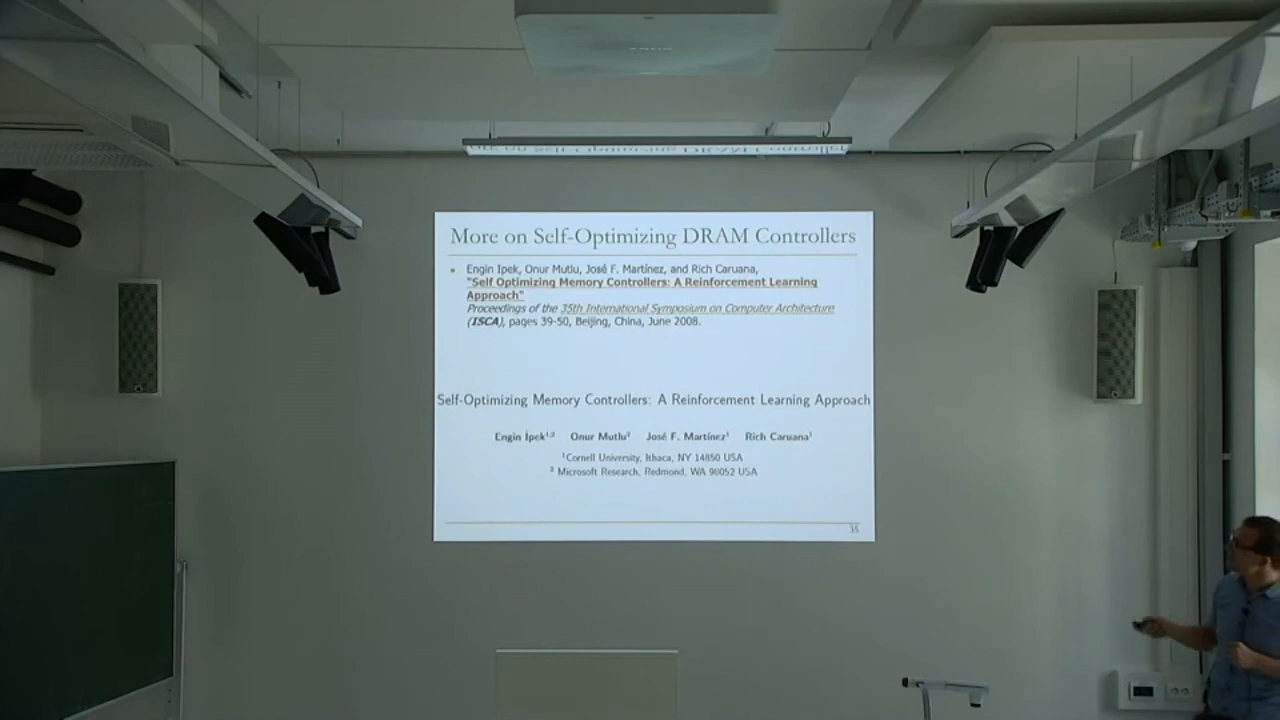 More on Self-Optimizing DRAM Controllers
Engin Ipek, Onur Mutlu, José F. Martínez, and Rich Caruana,
"Self Optimizing Memory Controllers: A Reinforcement Learning
Approach"
Proceedings of the 35th International Symposium on Computer Architecture
(ISCA), pages 39-50, Beijing, China, June 2008.
Self-Optimizing Memory Controllers: A Reinforcement Learning Approach
Engin İpek1,2 Onur Mutlu2 José F. Martínez1 Rich Caruana1
1Cornell University, Ithaca, NY 14850 USA
2 Microsoft Research, Redmond, WA 98052 USA
35